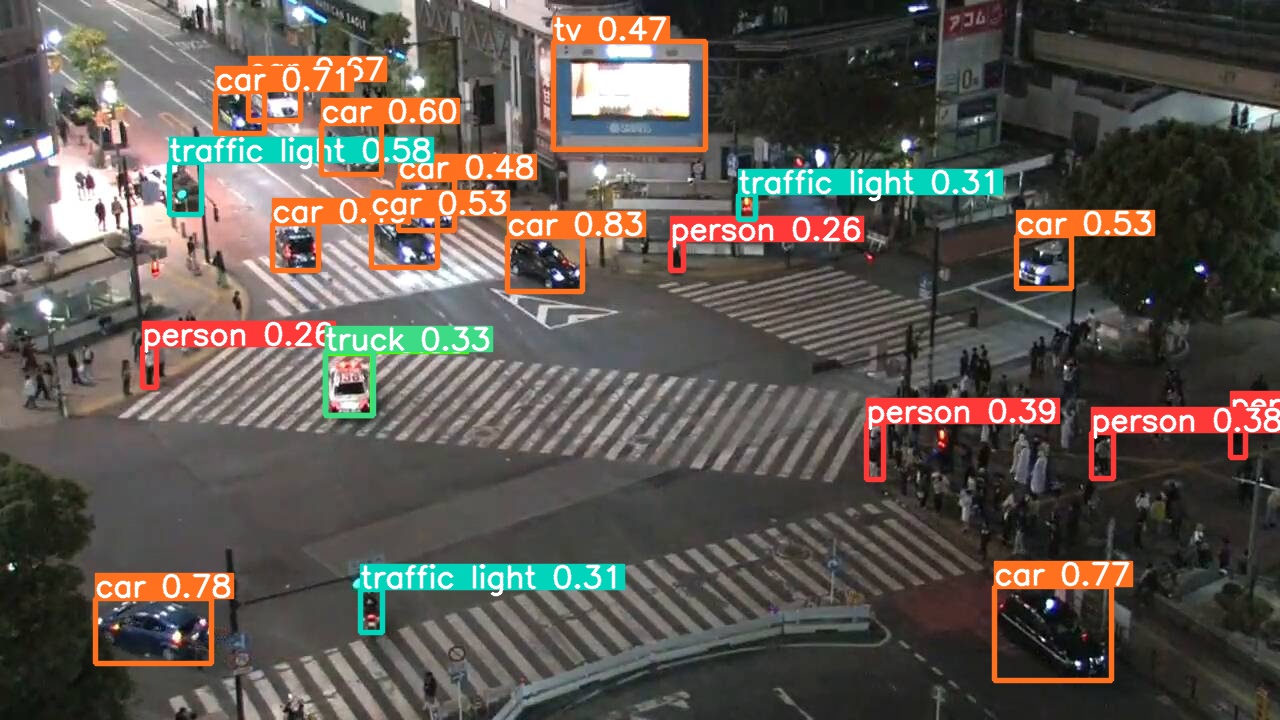 AMERICAN EAGLE
tv 0.47
アコム
car 0.71
car 0.60
traffic light 0.58
car 0.48
traffic light 0.31
car 0.53
car 0.83
person 0.26
car 0.53
person 0.26
truck 0.33
person 0.39
person 0.38
car 0.78
traffic light 0.31
car 0.77